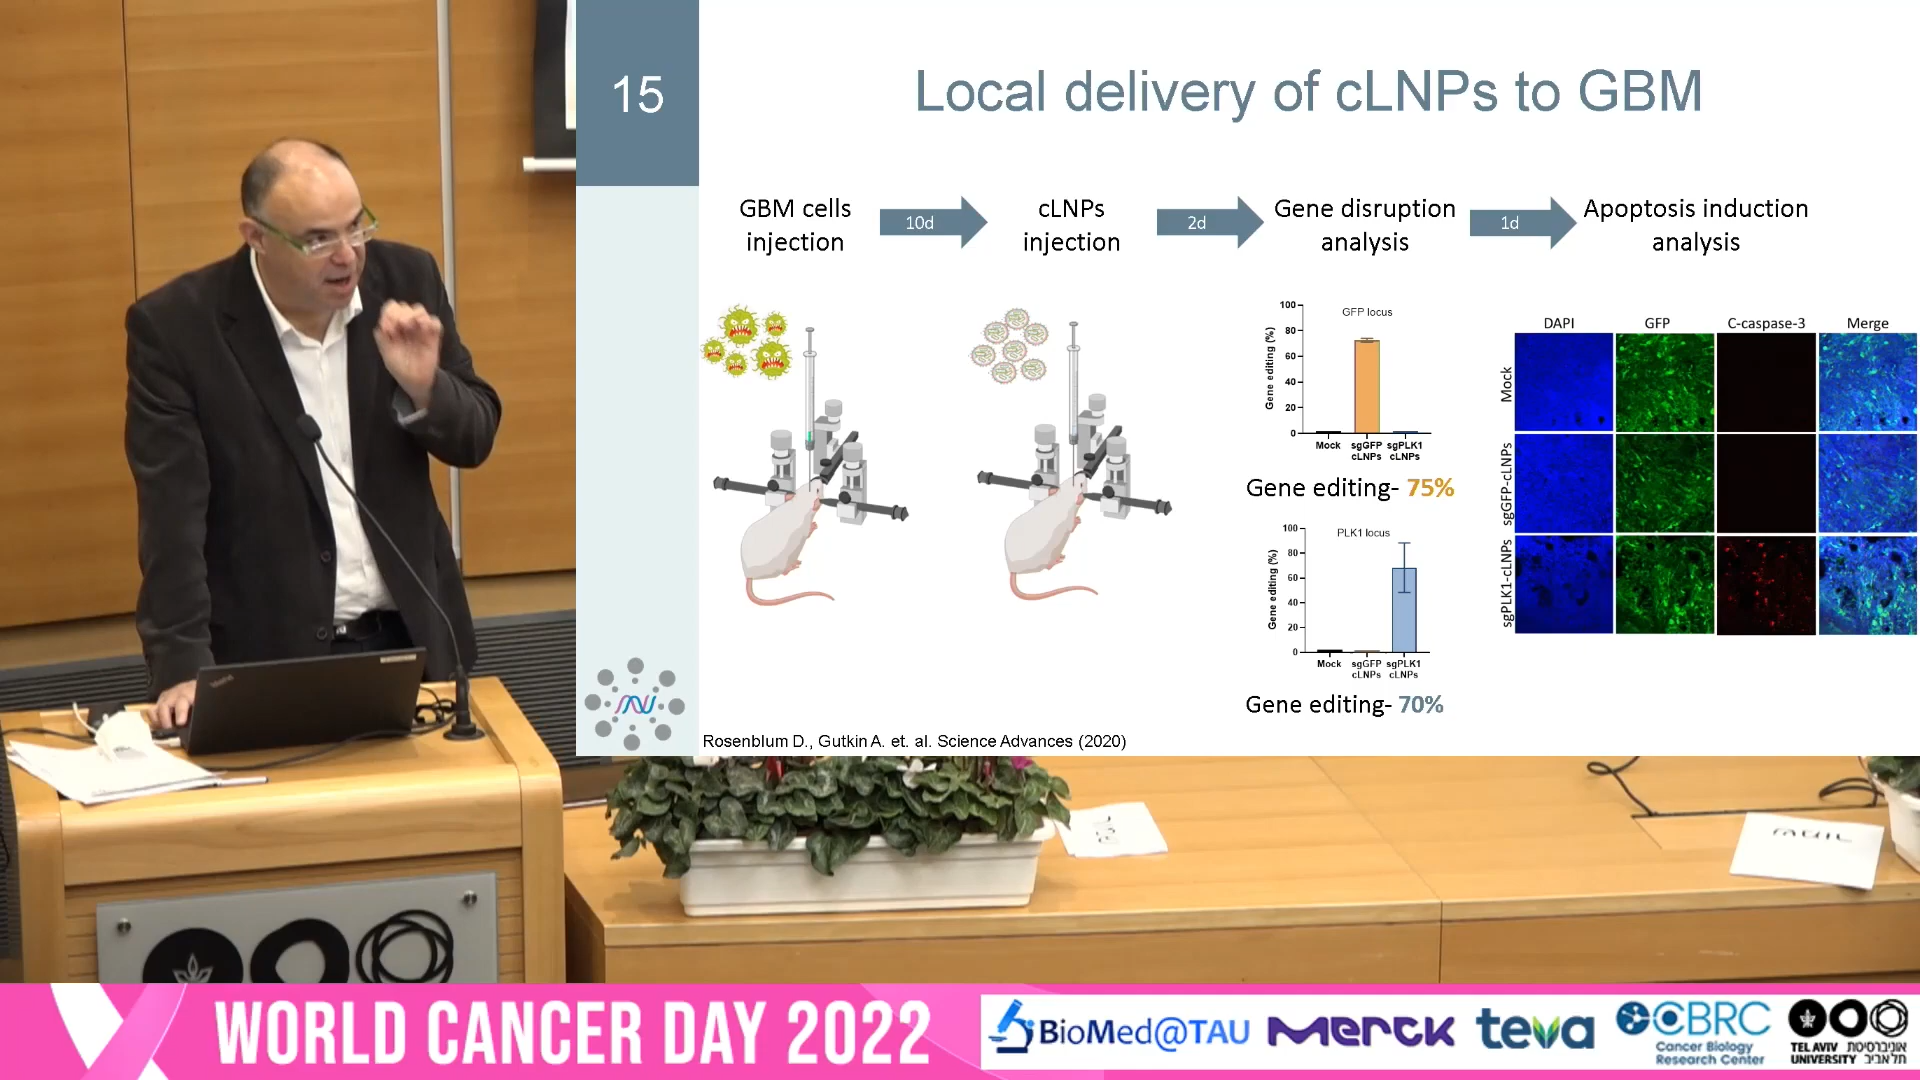 15
Local delivery of cLNPs to GBM
GBM cells
injection
10d
cLNPs
injection
2d
Gene disruption
analysis
1d
Apoptosis induction
analysis
GFP locus
Gene editing (%)
100
80
60
40
20
0
Mock
sgGFP
cLNPs
sgPLK1
cLNPs
Gene editing- 75%
PLK1 locus
Gene editing (%)
100
80
60
40
20
0
Mock
sgGFP
cLNPs
sgPLK1
cLNPs
Gene editing- 70%
DAPI
GFP
C-caspase-3
Merge
Mock
sgGFP-cLNPs
sgPLK1-cLNPs
Rosenblum D., Gutkin A. et. al. Science Advances (2020)
WORLD CANCER DAY 2022
BioMed@TAU
MERCK
teva
CBRC
Cancer Biology
Research Center
TEL AVIV אוניברסיטת
UNIVERSITY תל אביב